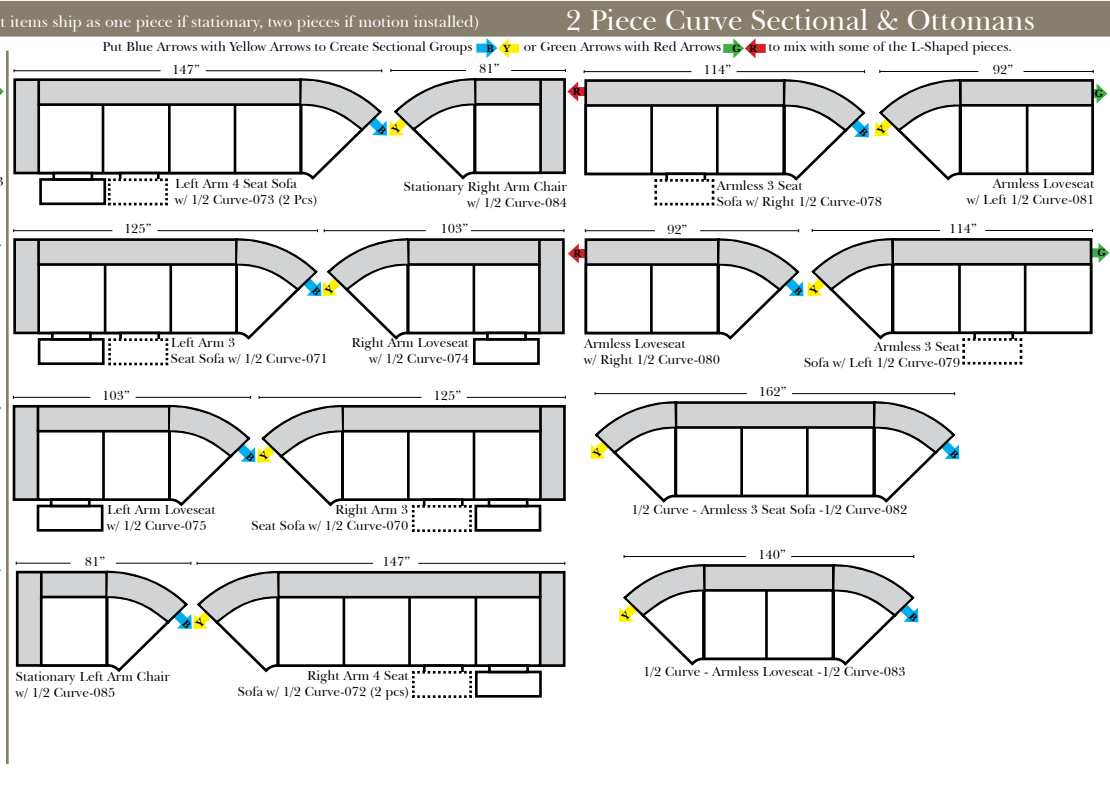 t items ship as one piece if stationary, two pieces if motion installed)
2 Piece Curve Sectional & Ottomans
Put Blue Arrows with Yellow Arrows to Create Sectional Groups B Y or Green Arrows with Red Arrows G R to mix with some of the L-Shaped pieces.
147” 81” 114” 92”
R G
B Y B Y
3
Left Arm 4 Seat Sofa
w/ 1/2 Curve-073 (2 Pcs)
Stationary Right Arm Chair
w/ 1/2 Curve-084
Armless 3 Seat
Sofa w/ Right 1/2 Curve-078
Armless Loveseat
w/ Left 1/2 Curve-081
125” 103” 92” 114”
R G
B Y B Y
Left Arm 3
Seat Sofa w/ 1/2 Curve-071
Right Arm Loveseat
w/ 1/2 Curve-074
Armless Loveseat
w/ Right 1/2 Curve-080
Armless 3 Seat
Sofa w/ Left 1/2 Curve-079
103” 125” 162”
B Y Y B
Left Arm Loveseat
w/ 1/2 Curve-075
Right Arm 3
Seat Sofa w/ 1/2 Curve-070
1/2 Curve - Armless 3 Seat Sofa -1/2 Curve-082
81” 147” 140”
B Y Y B
Stationary Left Arm Chair
w/ 1/2 Curve-085
Right Arm 4 Seat
Sofa w/ 1/2 Curve-072 (2 pcs)
1/2 Curve - Armless Loveseat -1/2 Curve-083